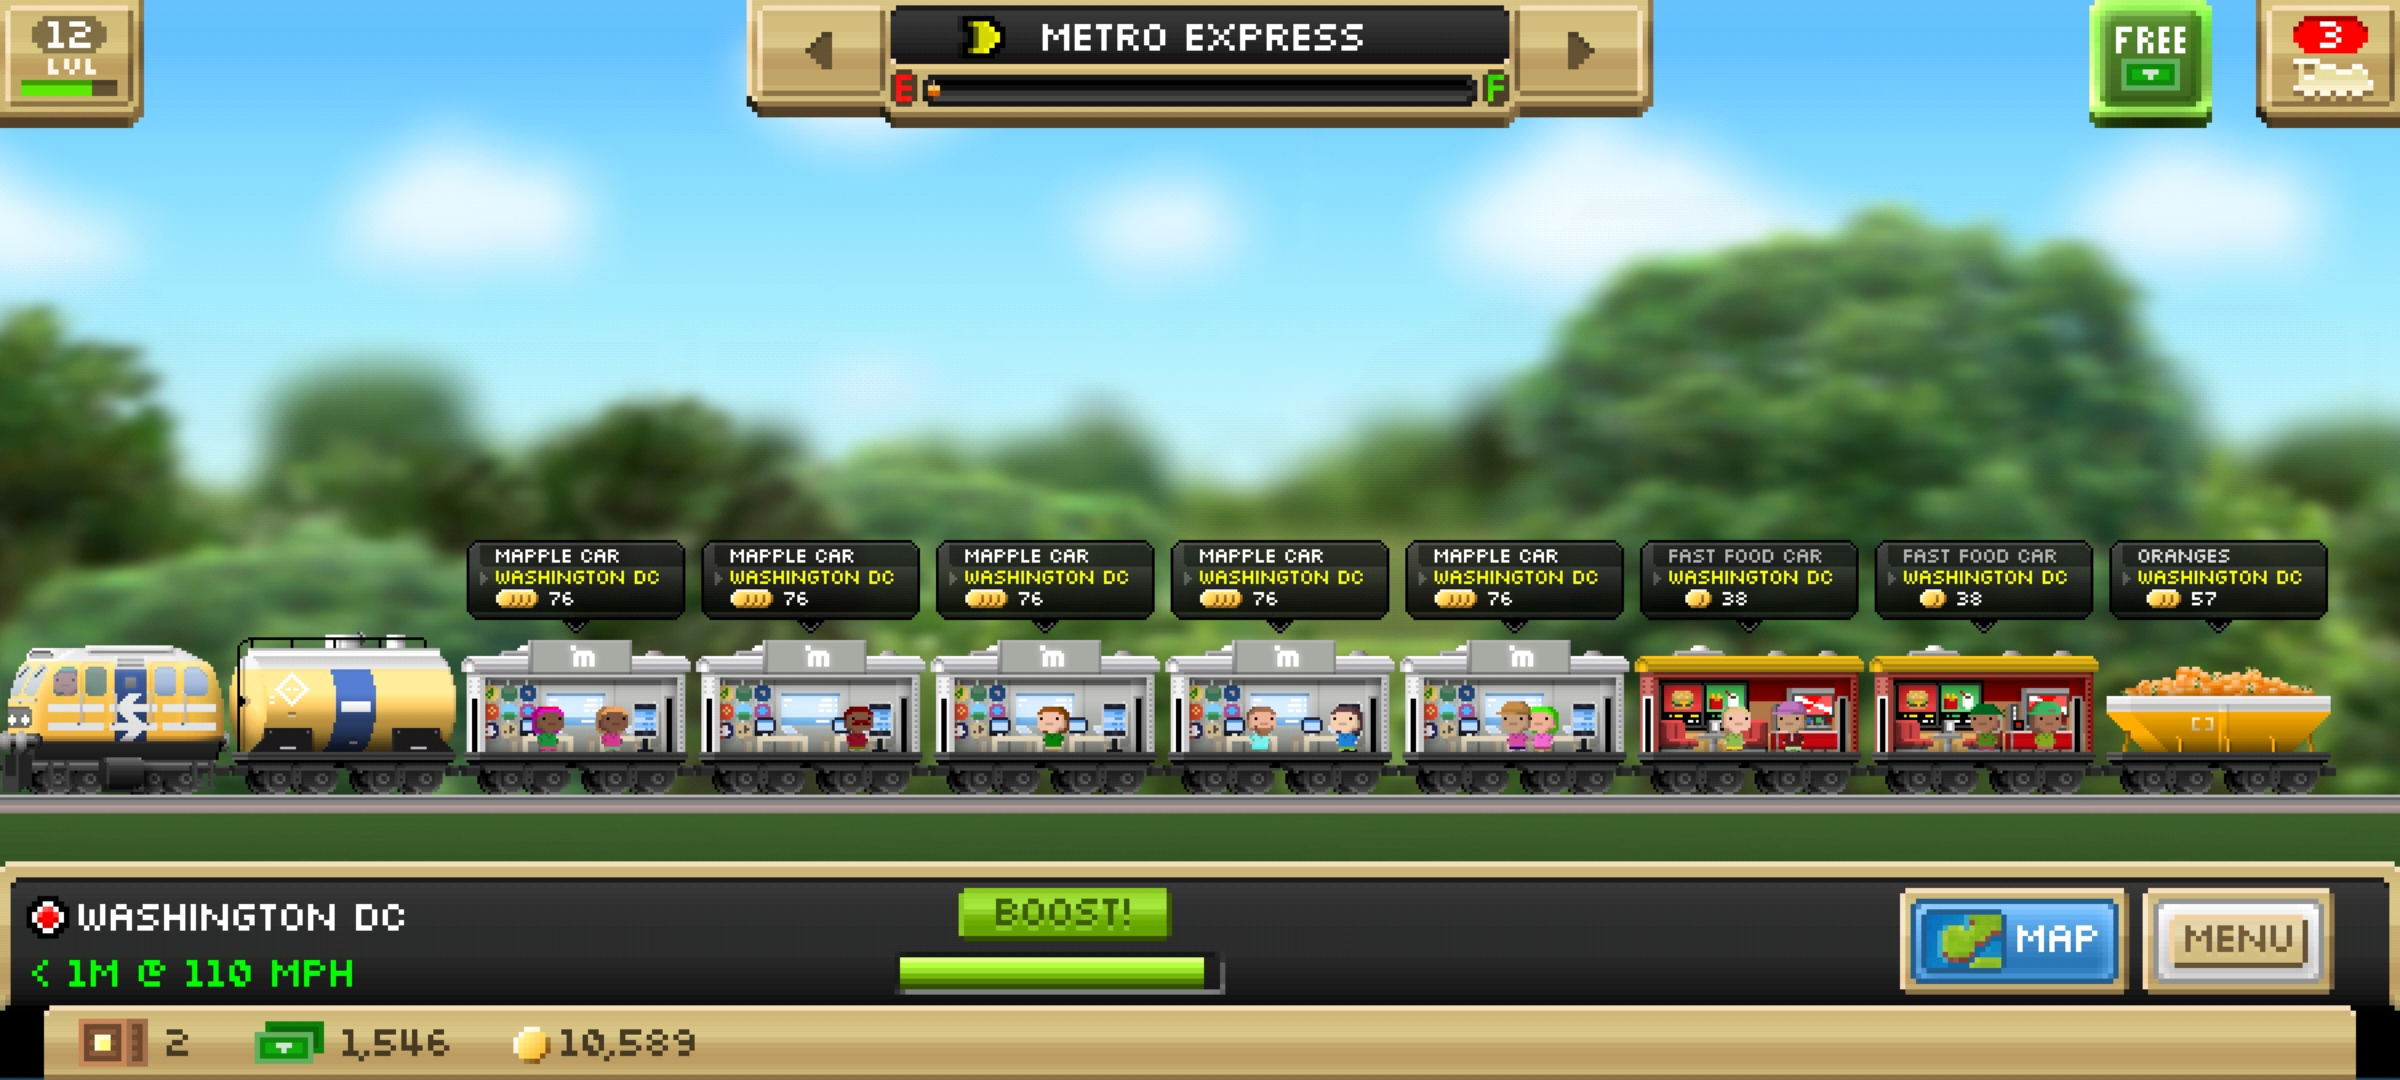 12
LVL
METRO EXPRESS
E F
FREE
3
MAPPLE CAR
WASHINGTON DC
76
MAPPLE CAR
WASHINGTON DC
76
MAPPLE CAR
WASHINGTON DC
76
MAPPLE CAR
WASHINGTON DC
76
MAPPLE CAR
WASHINGTON DC
76
FAST FOOD CAR
WASHINGTON DC
38
FAST FOOD CAR
WASHINGTON DC
38
ORANGES
WASHINGTON DC
57
m
m
m
m
m
WASHINGTON DC
< 1M @ 110 MPH
BOOST!
MAP
MENU
2
1,546
10,589